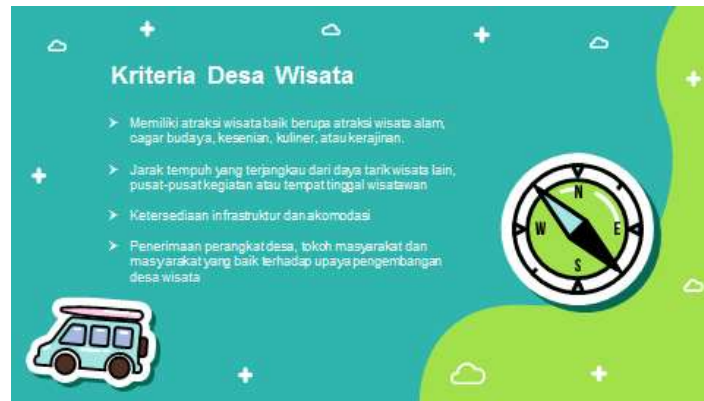 Kriteria Desa Wisata
➤ Memiliki atraksi wisata baik berupa atraksi wisata alam,
cagar budaya, kesenian, kuliner, atau kerajinan.
➤ Jarak tempuh yang terjangkau dari daya tarik wisata lain,
pusat-pusat kegiatan atau tempat tinggal wisatawan
➤ Ketersediaan infrastruktur dan akomodasi
➤ Penerimaan perangkat desa, tokoh masyarakat dan
masyarakat yang baik terhadap upaya pengembangan
desa wisata
N
W E
S